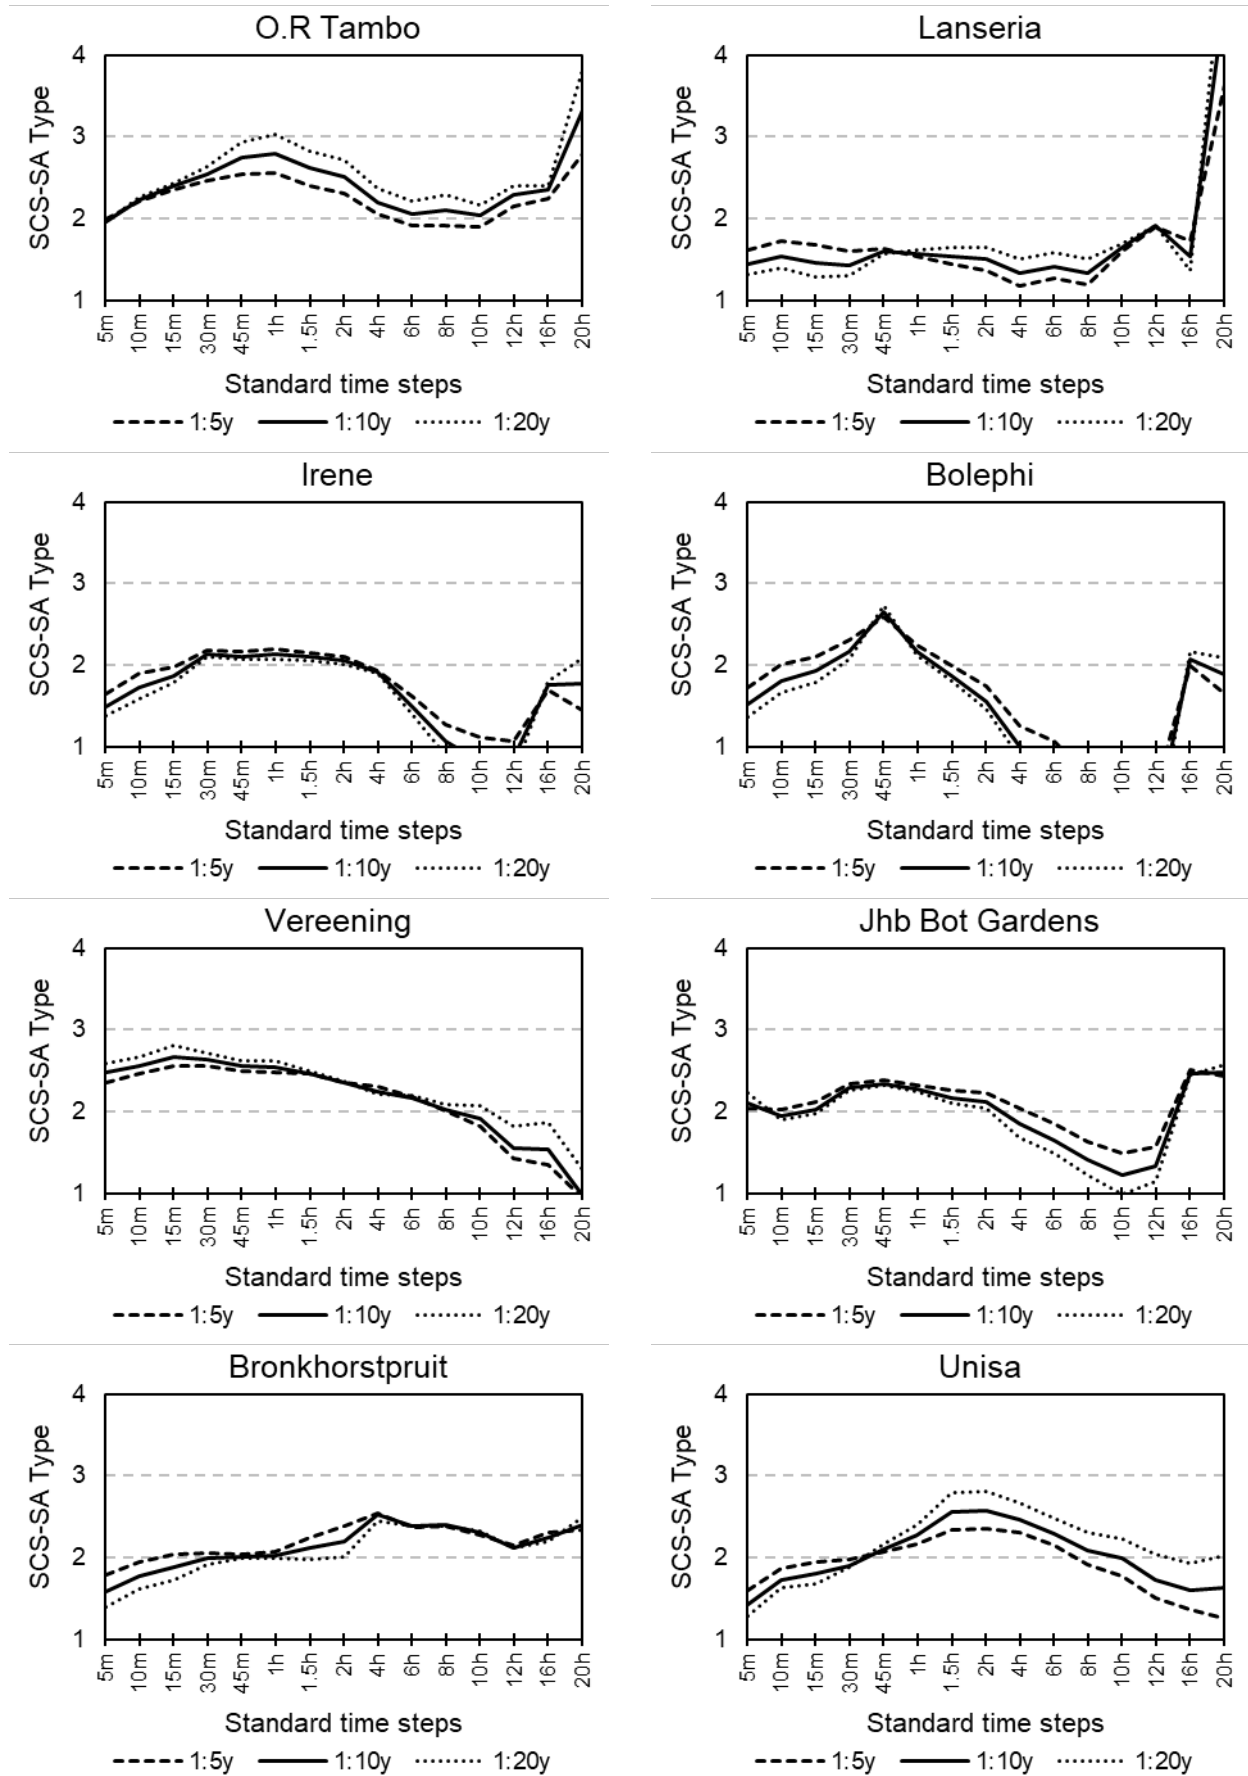 O.R Tambo
SCS-SA Type
4
3
2
1
5m 10m 15m 30m 45m 1h 1.5h 2h 4h 6h 8h 10h 12h 16h 20h
Standard time steps
1:5y 1:10y 1:20y
Lanseria
SCS-SA Type
4
3
2
1
5m 10m 15m 30m 45m 1h 1.5h 2h 4h 6h 8h 10h 12h 16h 20h
Standard time steps
1:5y 1:10y 1:20y
Irene
SCS-SA Type
4
3
2
1
5m 10m 15m 30m 45m 1h 1.5h 2h 4h 6h 8h 10h 12h 16h 20h
Standard time steps
1:5y 1:10y 1:20y
Bolephi
SCS-SA Type
4
3
2
1
5m 10m 15m 30m 45m 1h 1.5h 2h 4h 6h 8h 10h 12h 16h 20h
Standard time steps
1:5y 1:10y 1:20y
Vereening
SCS-SA Type
4
3
2
1
5m 10m 15m 30m 45m 1h 1.5h 2h 4h 6h 8h 10h 12h 16h 20h
Standard time steps
1:5y 1:10y 1:20y
Jhb Bot Gardens
SCS-SA Type
4
3
2
1
5m 10m 15m 30m 45m 1h 1.5h 2h 4h 6h 8h 10h 12h 16h 20h
Standard time steps
1:5y 1:10y 1:20y
Bronkhorstpruit
SCS-SA Type
4
3
2
1
5m 10m 15m 30m 45m 1h 1.5h 2h 4h 6h 8h 10h 12h 16h 20h
Standard time steps
1:5y 1:10y 1:20y
Unisa
SCS-SA Type
4
3
2
1
5m 10m 15m 30m 45m 1h 1.5h 2h 4h 6h 8h 10h 12h 16h 20h
Standard time steps
1:5y 1:10y 1:20y